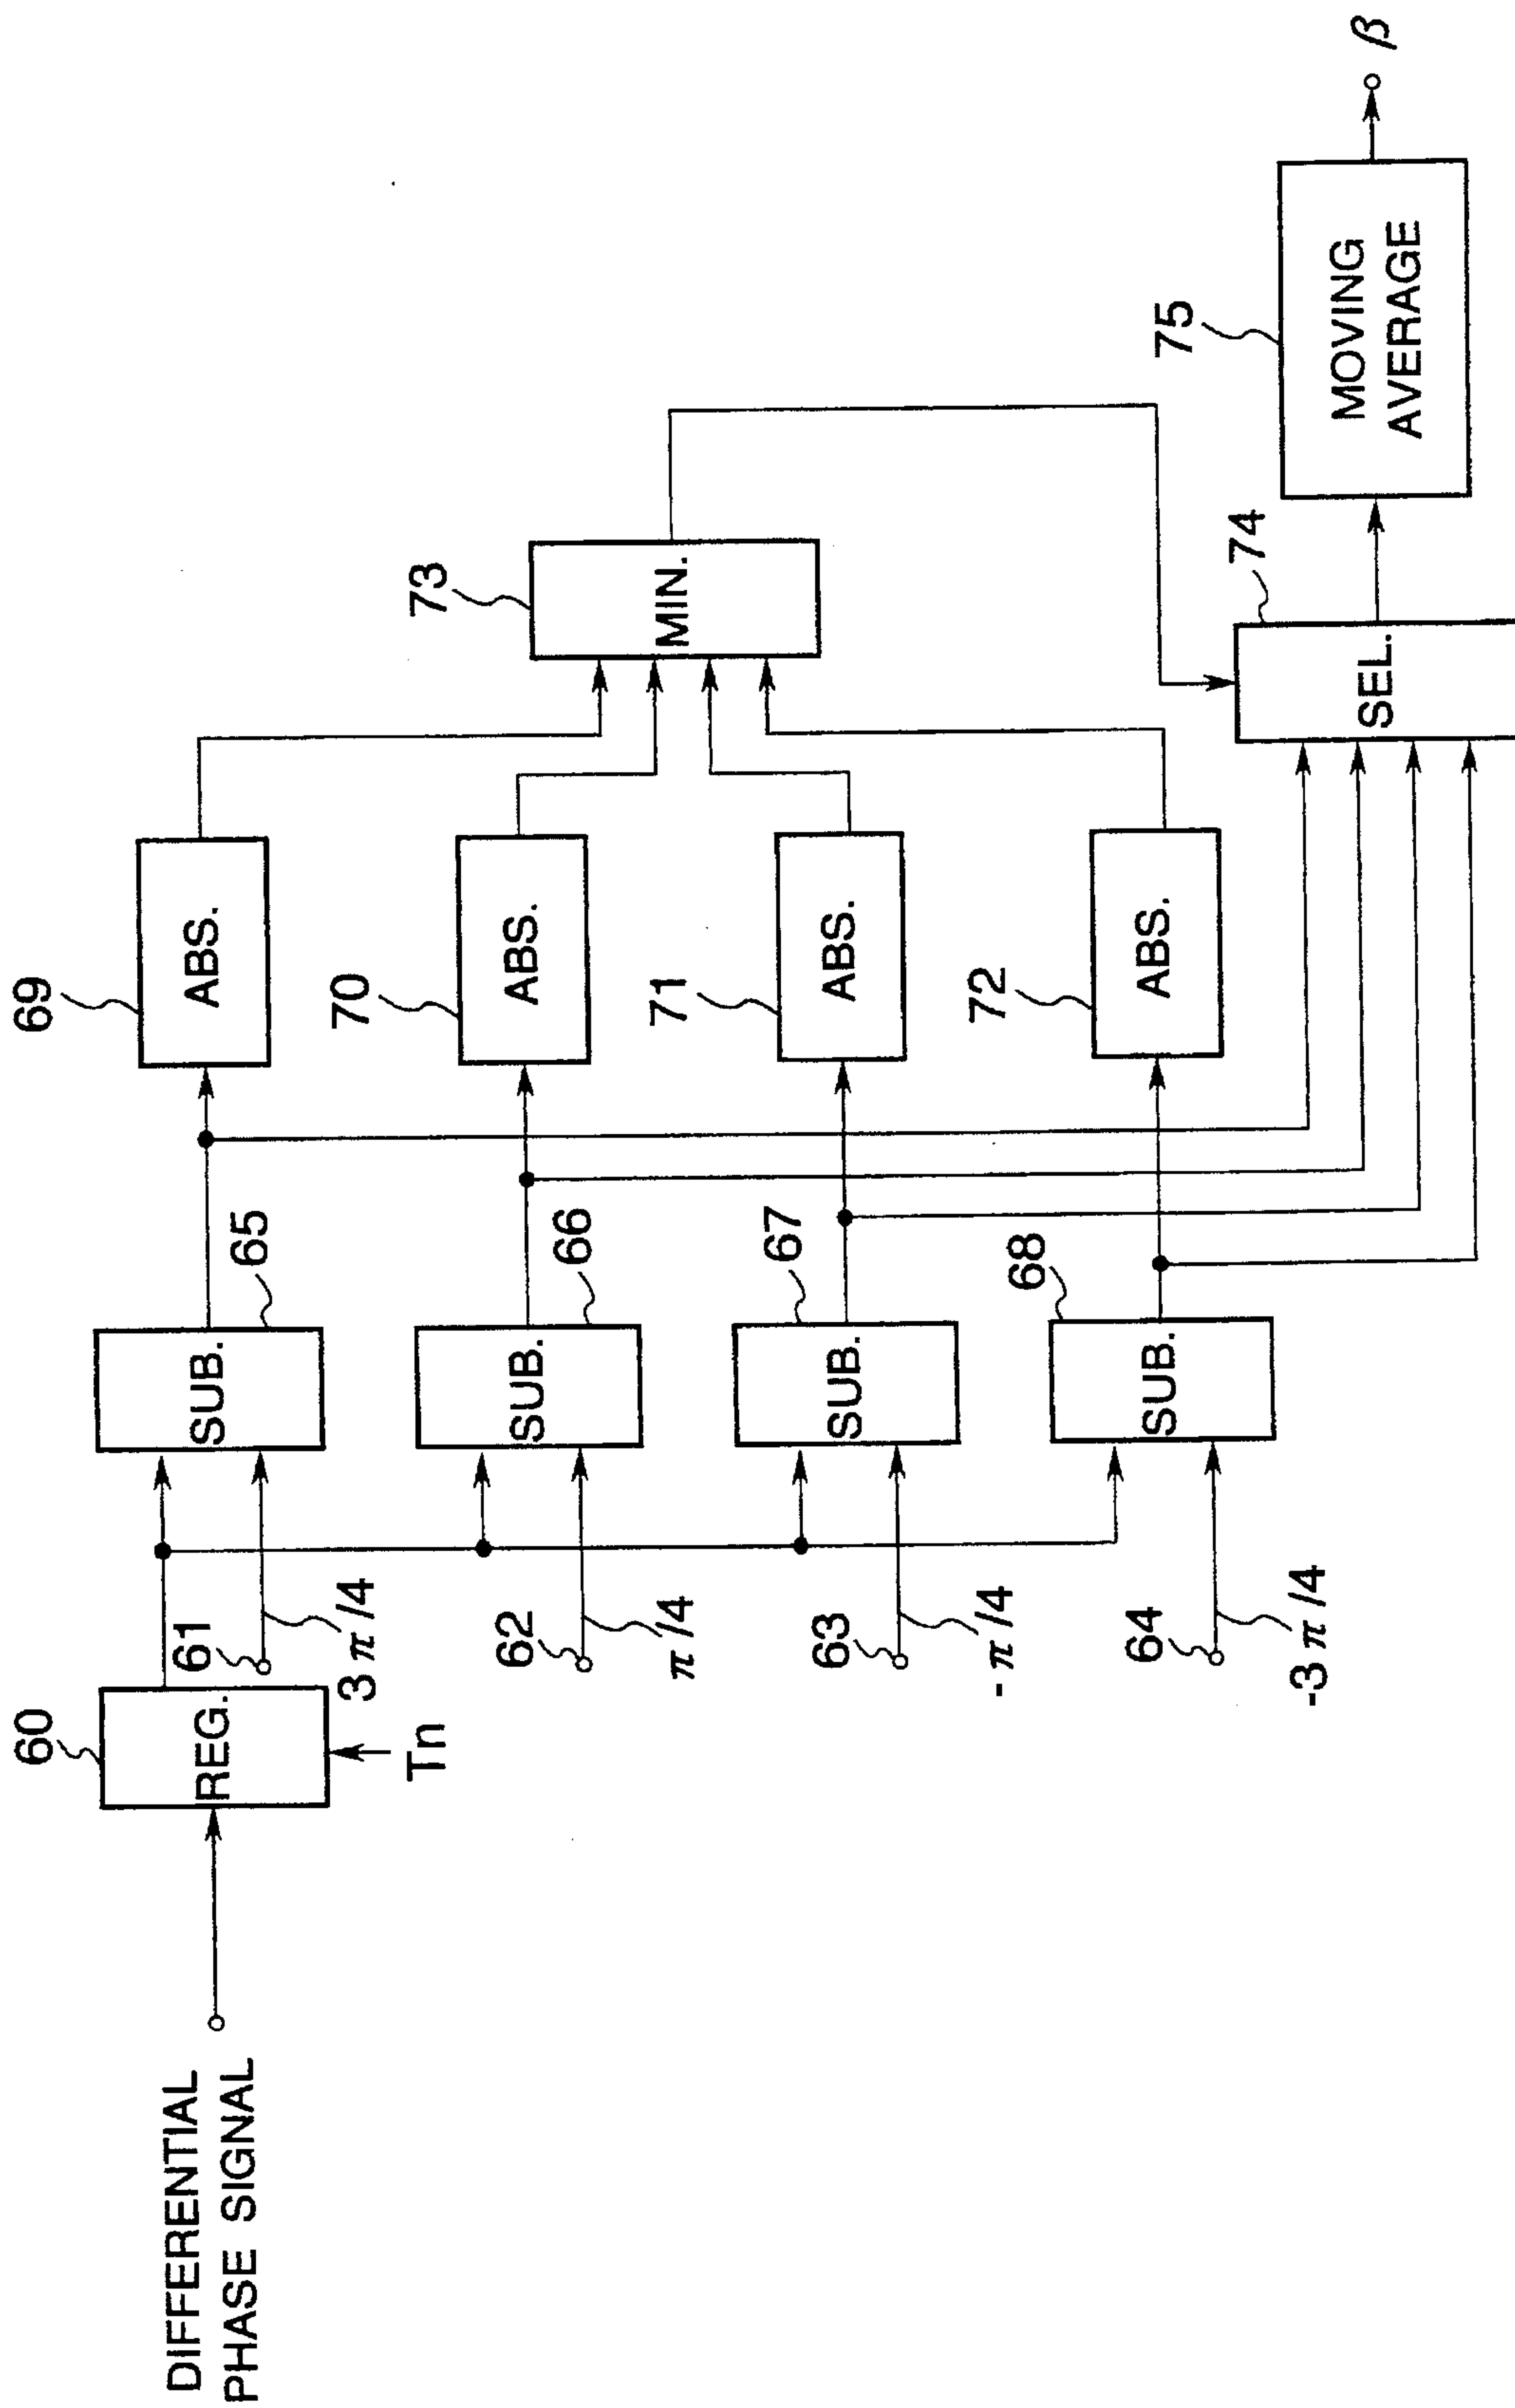 DIFFERENTIAL
PHASE SIGNAL
60
REG.
Tn
61
3π/4
62
π/4
63
-π/4
64
-3π/4
65
SUB.
66
SUB.
67
SUB.
68
SUB.
69
ABS.
70
ABS.
71
ABS.
72
ABS.
73
MIN.
74
SEL.
75
MOVING
AVERAGE
β